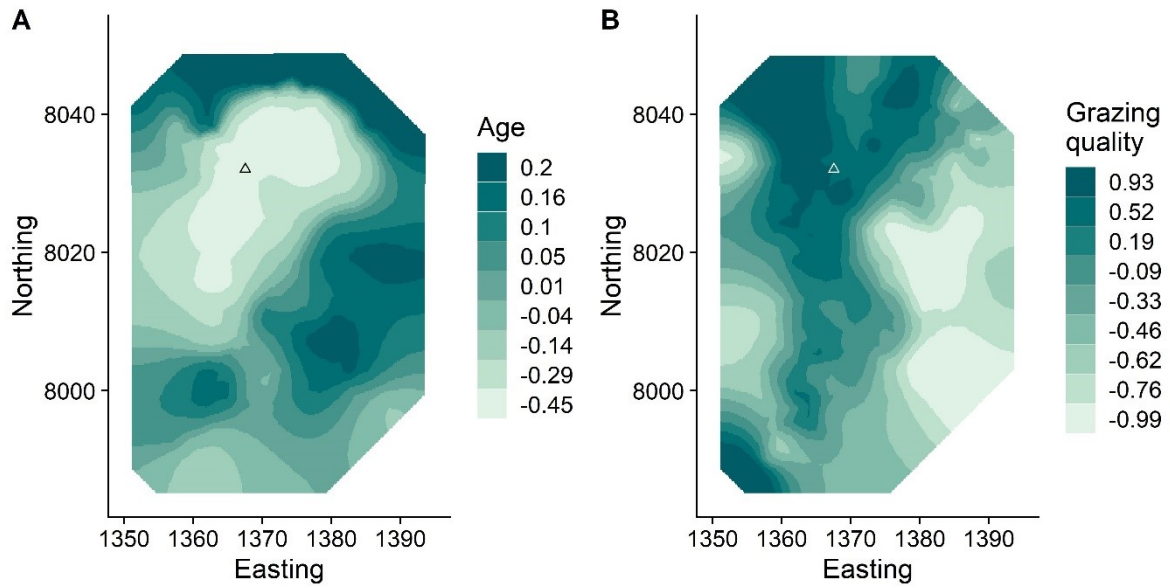 A
Northing
8040
8020
8000
1350 1360 1370 1380 1390
Easting
Age
0.2
0.16
0.1
0.05
0.01
-0.04
-0.14
-0.29
-0.45
B
Northing
8040
8020
8000
1350 1360 1370 1380 1390
Easting
Grazing
quality
0.93
0.52
0.19
-0.09
-0.33
-0.46
-0.62
-0.76
-0.99